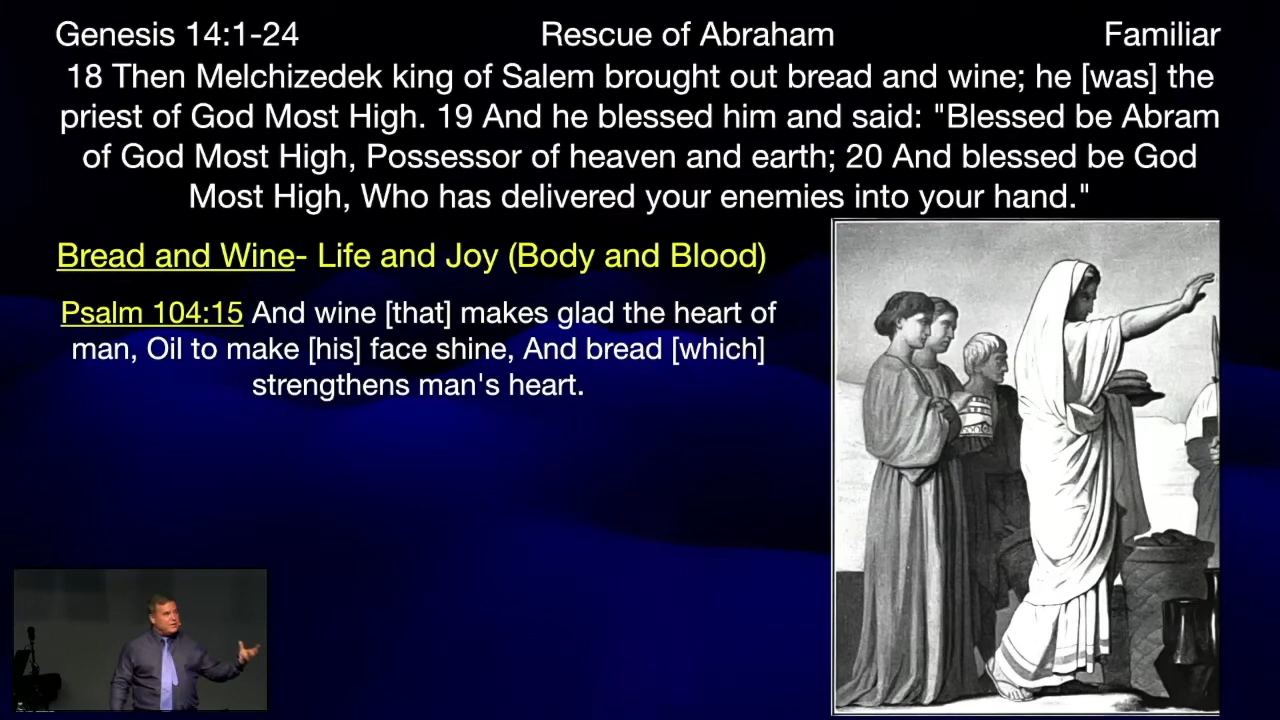 Genesis 14:1-24 Rescue of Abraham Familiar
18 Then Melchizedek king of Salem brought out bread and wine; he [was] the
priest of God Most High. 19 And he blessed him and said: "Blessed be Abram
of God Most High, Possessor of heaven and earth; 20 And blessed be God
Most High, Who has delivered your enemies into your hand."
Bread and Wine- Life and Joy (Body and Blood)
Psalm 104:15 And wine [that] makes glad the heart of
man, Oil to make [his] face shine, And bread [which]
strengthens man's heart.